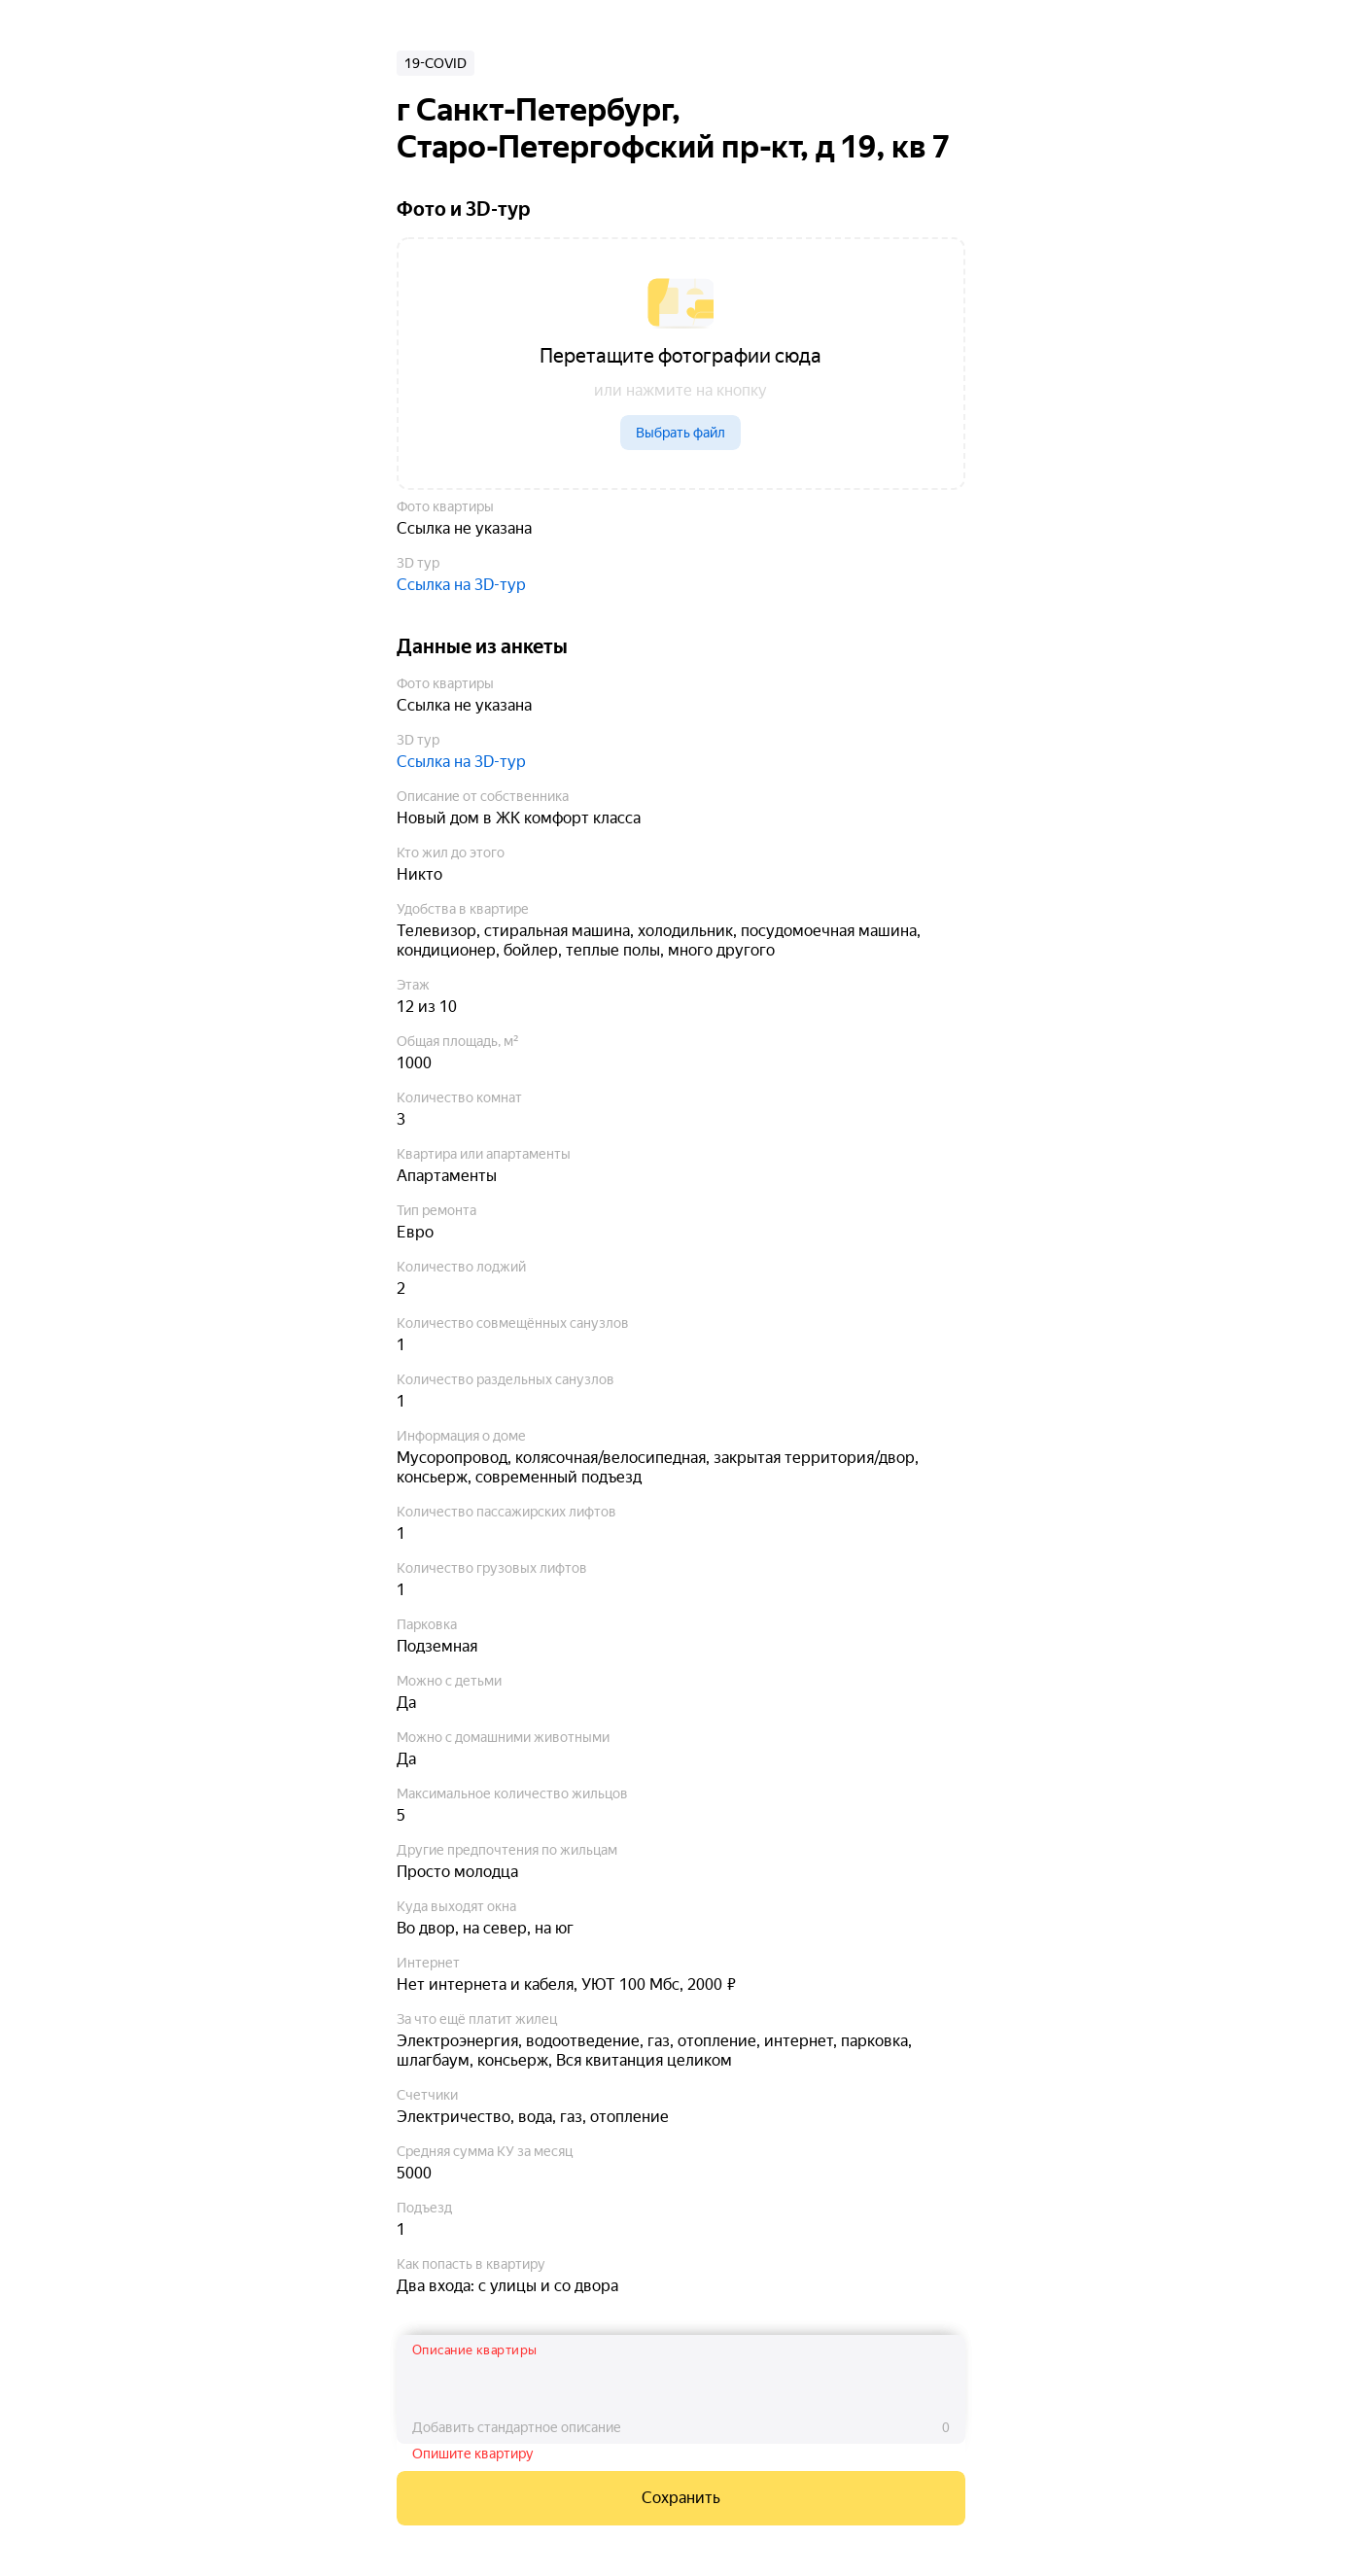 19-COVID
г Санкт-Петербург,
Старо-Петергофский пр-кт, д 19, кв 7
Фото и 3D-тур
Перетащите фотографии сюда
или нажмите на кнопку
Выбрать файл
Фото квартиры
Ссылка не указана
3D тур
Ссылка на 3D-тур
Данные из анкеты
Фото квартиры
Ссылка не указана
3D тур
Ссылка на 3D-тур
Описание от собственника
Новый дом в ЖК комфорт класса
Кто жил до этого
Никто
Удобства в квартире
Телевизор, стиральная машина, холодильник, посудомоечная машина,
кондиционер, бойлер, теплые полы, много другого
Этаж
12 из 10
Общая площадь, м²
1000
Количество комнат
3
Квартира или апартаменты
Апартаменты
Тип ремонта
Евро
Количество лоджий
2
Количество совмещённых санузлов
1
Количество раздельных санузлов
1
Информация о доме
Мусоропровод, колясочная/велосипедная, закрытая территория/двор,
консьерж, современный подъезд
Количество пассажирских лифтов
1
Количество грузовых лифтов
1
Парковка
Подземная
Можно с детьми
Да
Можно с домашними животными
Да
Максимальное количество жильцов
5
Другие предпочтения по жильцам
Просто молодца
Куда выходят окна
Во двор, на север, на юг
Интернет
Нет интернета и кабеля, УЮТ 100 Мбс, 2000 ₽
За что ещё платит жилец
Электроэнергия, водоотведение, газ, отопление, интернет, парковка,
шлагбаум, консьерж, Вся квитанция целиком
Счетчики
Электричество, вода, газ, отопление
Средняя сумма КУ за месяц
5000
Подъезд
1
Как попасть в квартиру
Два входа: с улицы и со двора
Описание квартиры
Добавить стандартное описание 0
Опишите квартиру
Сохранить